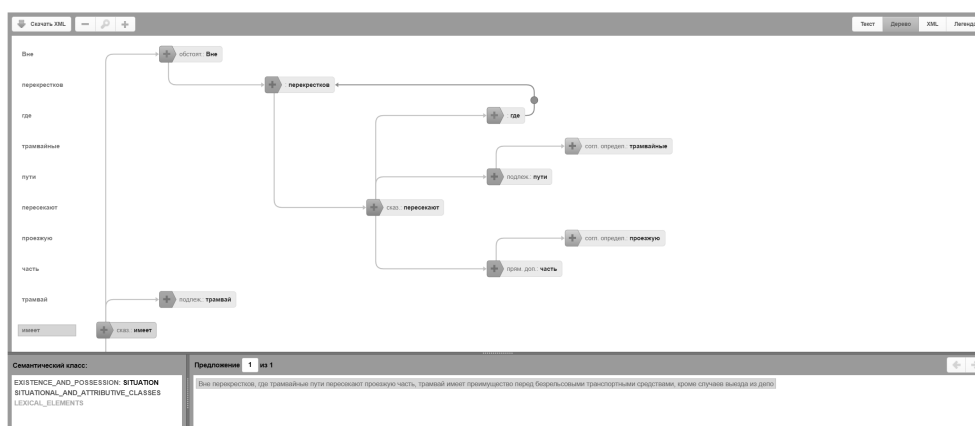 Скачать XML
Текст Дерево XML Легенда
Вне обстоят.: Вне
перекрестков : перекрестков
где : где
трамвайные согл. определ.: трамвайные
пути подлеж.: пути
пересекают сказ.: пересекают
проезжую согл. определ.: проезжую
часть прям. доп.: часть
трамвай подлеж.: трамвай
имеет сказ.: имеет
Семантический класс: Предложение 1 из 1
EXISTENCE_AND_POSSESSION: SITUATION
SITUATIONAL_AND_ATTRIBUTIVE_CLASSES
LEXICAL_ELEMENTS
Вне перекрестков, где трамвайные пути пересекают проезжую часть, трамвай имеет преимущество перед безрельсовыми транспортными средствами, кроме случаев выезда из депо